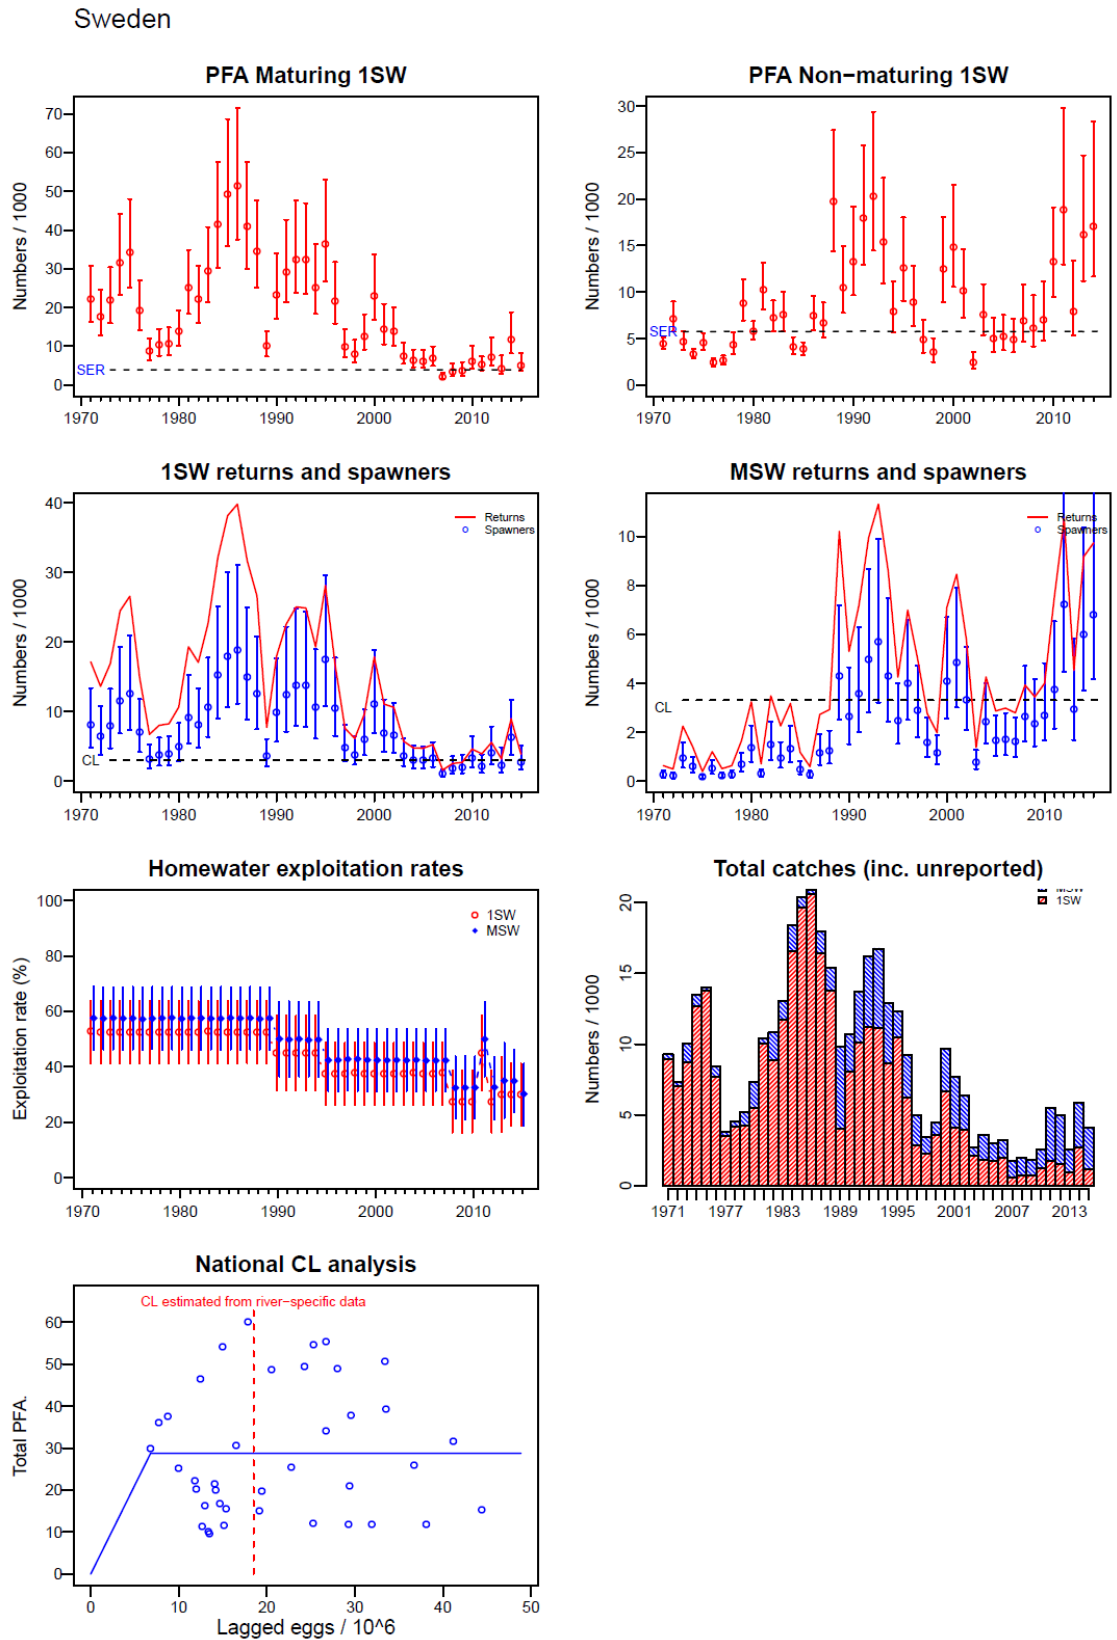 Sweden
PFA Maturing 1SW
Numbers / 1000
70
60
50
40
30
20
10
0
SER
1970 1980 1990 2000 2010
PFA Non−maturing 1SW
Numbers / 1000
30
25
20
15
10
5
0
SER
1970 1980 1990 2000 2010
1SW returns and spawners
Numbers / 1000
40
30
20
10
0
Returns
Spawners
CL
1970 1980 1990 2000 2010
MSW returns and spawners
Numbers / 1000
10
8
6
4
2
0
Returns
Spawners
CL
1970 1980 1990 2000 2010
Homewater exploitation rates
Exploitation rate (%)
100
80
60
40
20
0
1SW
MSW
1970 1980 1990 2000 2010
Total catches (inc. unreported)
Numbers / 1000
20
15
10
5
0
MSW
1SW
1971 1977 1983 1989 1995 2001 2007 2013
National CL analysis
CL estimated from river−specific data
Total PFA.
60
50
40
30
20
10
0
0 10 20 30 40 50
Lagged eggs / 10^6